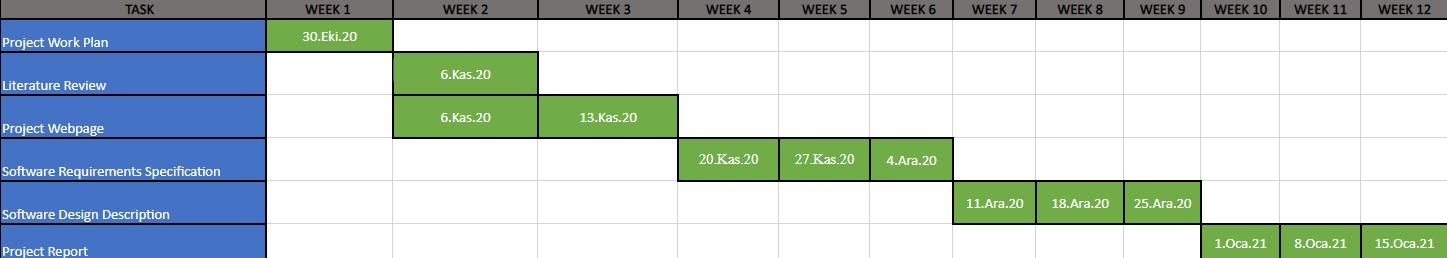 TASK WEEK 1 WEEK 2 WEEK 3 WEEK 4 WEEK 5 WEEK 6 WEEK 7 WEEK 8 WEEK 9 WEEK 10 WEEK 11 WEEK 12
Project Work Plan 30.Eki.20
Literature Review 6.Kas.20
Project Webpage 6.Kas.20 13.Kas.20
Software Requirements Specification 20.Kas.20 27.Kas.20 4.Ara.20
Software Design Description 11.Ara.20 18.Ara.20 25.Ara.20
Project Report 1.Oca.21 8.Oca.21 15.Oca.21